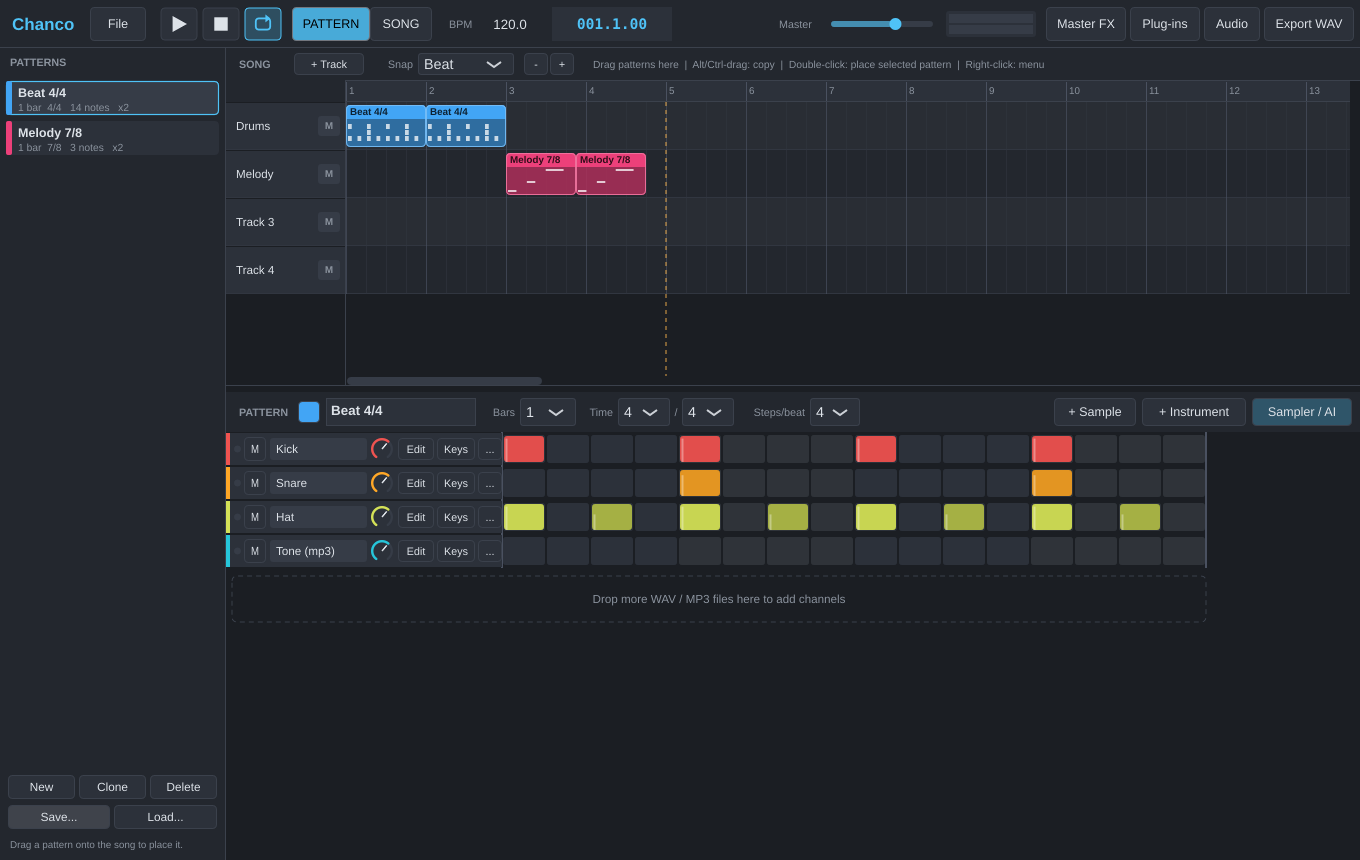 Chanco
File
PATTERN
SONG
BPM
120.0
001.1.00
Master
Master FX
Plug-ins
Audio
Export WAV
PATTERNS
Beat 4/4
1 bar 4/4 14 notes x2
Melody 7/8
1 bar 7/8 3 notes x2
SONG
+ Track
Snap
Beat
-
+
Drag patterns here | Alt/Ctrl-drag: copy | Double-click: place selected pattern | Right-click: menu
1 2 3 4 5 6 7 8 9 10 11 12 13
Drums
M
Beat 4/4
Beat 4/4
Melody
M
Melody 7/8
Melody 7/8
Track 3
M
Track 4
M
PATTERN
Beat 4/4
Bars
1
Time
4
/
4
Steps/beat
4
+ Sample
+ Instrument
Sampler / AI
M
Kick
Edit
Keys
...
M
Snare
Edit
Keys
...
M
Hat
Edit
Keys
...
M
Tone (mp3)
Edit
Keys
...
Drop more WAV / MP3 files here to add channels
New
Clone
Delete
Save...
Load...
Drag a pattern onto the song to place it.